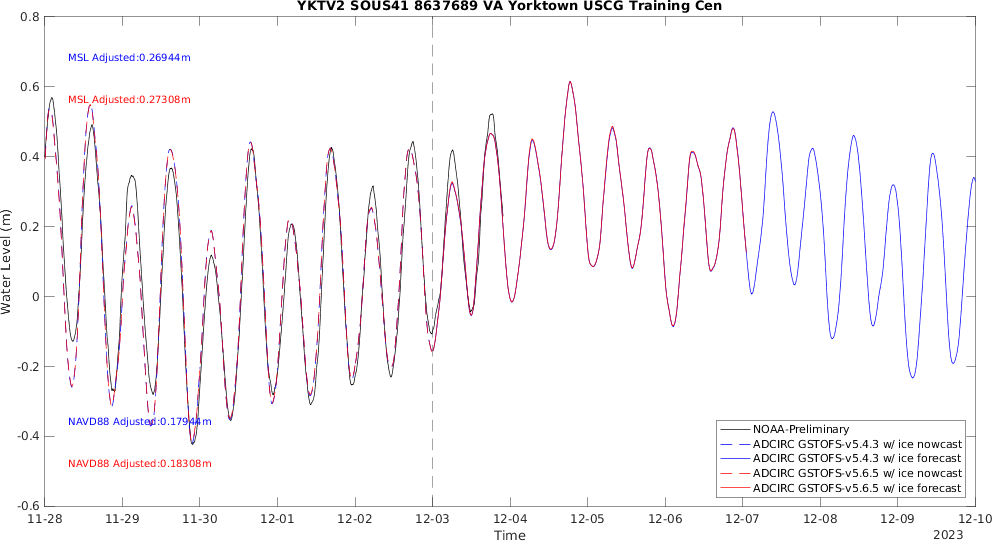 YKTV2 SOUS41 8637689 VA Yorktown USCG Training Cen
0.8
0.6
0.4
0.2
0
-0.2
-0.4
-0.6
Water Level (m)
MSL Adjusted:0.26944m
MSL Adjusted:0.27308m
NAVD88 Adjusted:0.17944m
NAVD88 Adjusted:0.18308m
NOAA-Preliminary
ADCIRC GSTOFS-v5.4.3 w/ ice nowcast
ADCIRC GSTOFS-v5.4.3 w/ ice forecast
ADCIRC GSTOFS-v5.6.5 w/ ice nowcast
ADCIRC GSTOFS-v5.6.5 w/ ice forecast
11-28 11-29 11-30 12-01 12-02 12-03 12-04 12-05 12-06 12-07 12-08 12-09 12-10
Time
2023